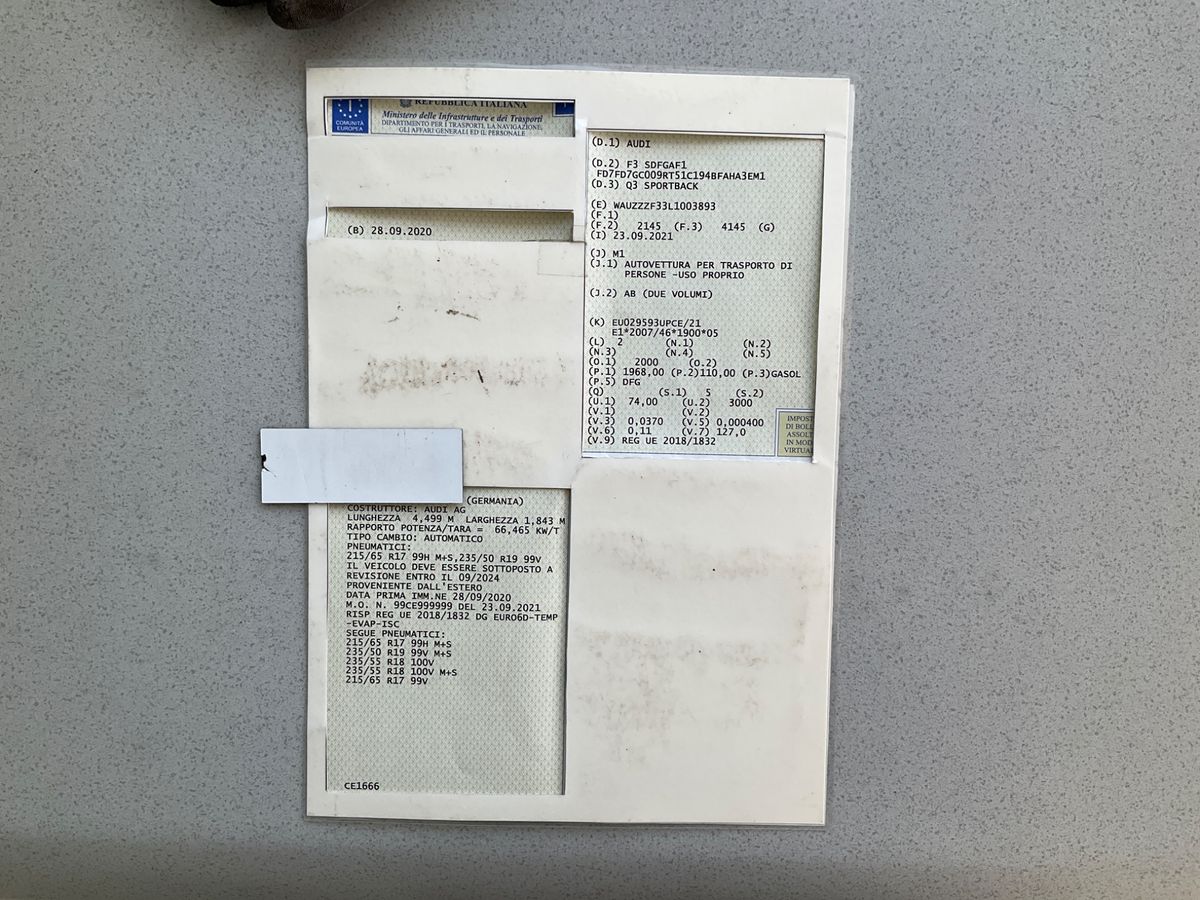 REPUBBLICA ITALIANA
COMUNITÀ
EUROPEA
Ministero delle Infrastrutture e dei Trasporti
DIPARTIMENTO PER I TRASPORTI, LA NAVIGAZIONE,
GLI AFFARI GENERALI ED IL PERSONALE
(B) 28.09.2020
(GERMANIA)
COSTRUTTORE: AUDI AG
LUNGHEZZA 4,499 M LARGHEZZA 1,843 M
RAPPORTO POTENZA/TARA = 66,465 KW/T
TIPO CAMBIO: AUTOMATICO
PNEUMATICI:
215/65 R17 99H M+S,235/50 R19 99V
IL VEICOLO DEVE ESSERE SOTTOPOSTO A
REVISIONE ENTRO IL 09/2024
PROVENIENTE DALL'ESTERO
DATA PRIMA IMM.NE 28/09/2020
M.O. N. 99CE999999 DEL 23.09.2021
RISP REG UE 2018/1832 DG EURO6D-TEMP
-EVAP-ISC
SEGUE PNEUMATICI:
215/65 R17 99H M+S
235/50 R19 99V M+S
235/55 R18 100V
235/55 R18 100V M+S
215/65 R17 99V
CE1666
(D.1) AUDI
(D.2) F3 SDFGAF1
FD7FD7GC009RT51C194BFAHA3EM1
(D.3) Q3 SPORTBACK
(E) WAUZZZF33L1003893
(F.1)
(F.2) 2145 (F.3) 4145 (G)
(I) 23.09.2021
(J) M1
(J.1) AUTOVETTURA PER TRASPORTO DI
PERSONE -USO PROPRIO
(J.2) AB (DUE VOLUMI)
(K) EU029593UPCE/21
E1*2007/46*1900*05
(L) 2 (N.1) (N.2)
(N.3) (N.4) (N.5)
(O.1) 2000 (O.2)
(P.1) 1968,00 (P.2)110,00 (P.3)GASOL
(P.5) DFG
(Q) (S.1) 5 (S.2)
(U.1) 74,00 (U.2) 3000
(V.1) (V.2)
(V.3) 0,0370 (V.5) 0,000400
(V.6) 0,11 (V.7) 127,0
(V.9) REG UE 2018/1832
IMPOST
DI BOLL
ASSOLT
IN MOD
VIRTUA